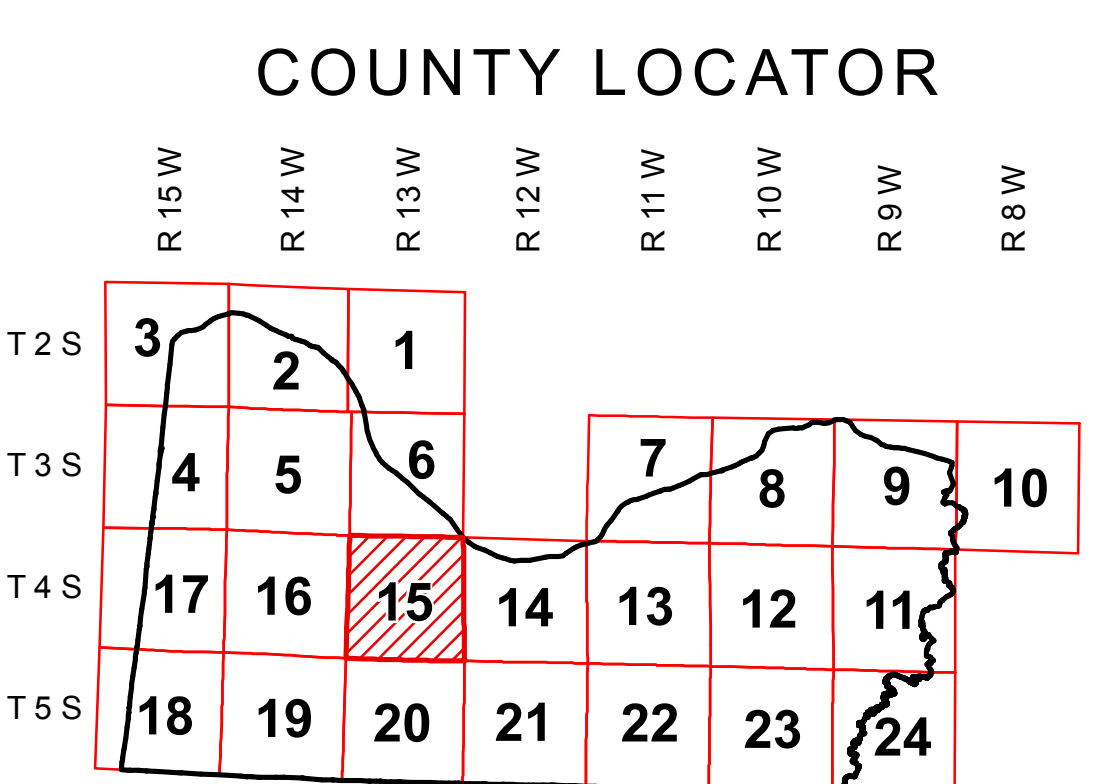 COUNTY LOCATOR
R 15 W R 14 W R 13 W R 12 W R 11 W R 10 W R 9 W R 8 W
T 2 S 3 2 1
T 3 S 4 5 6 7 8 9 10
T 4 S 17 16 15 14 13 12 11
T 5 S 18 19 20 21 22 23 24